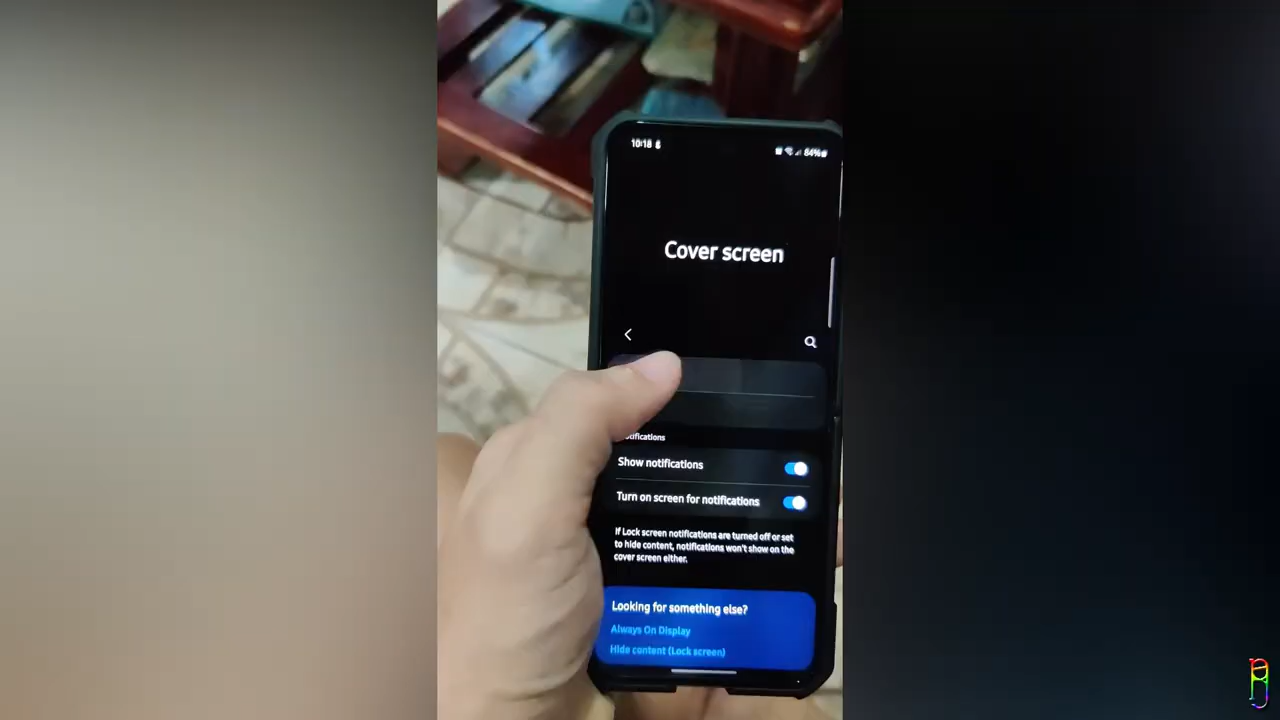 10:18
84%
Cover screen
Show notifications
Turn on screen for notifications
If Lock screen notifications are turned off or set
to hide content, notifications won't show on the
cover screen either.
Looking for something else?
Always On Display
Hide content (Lock screen)